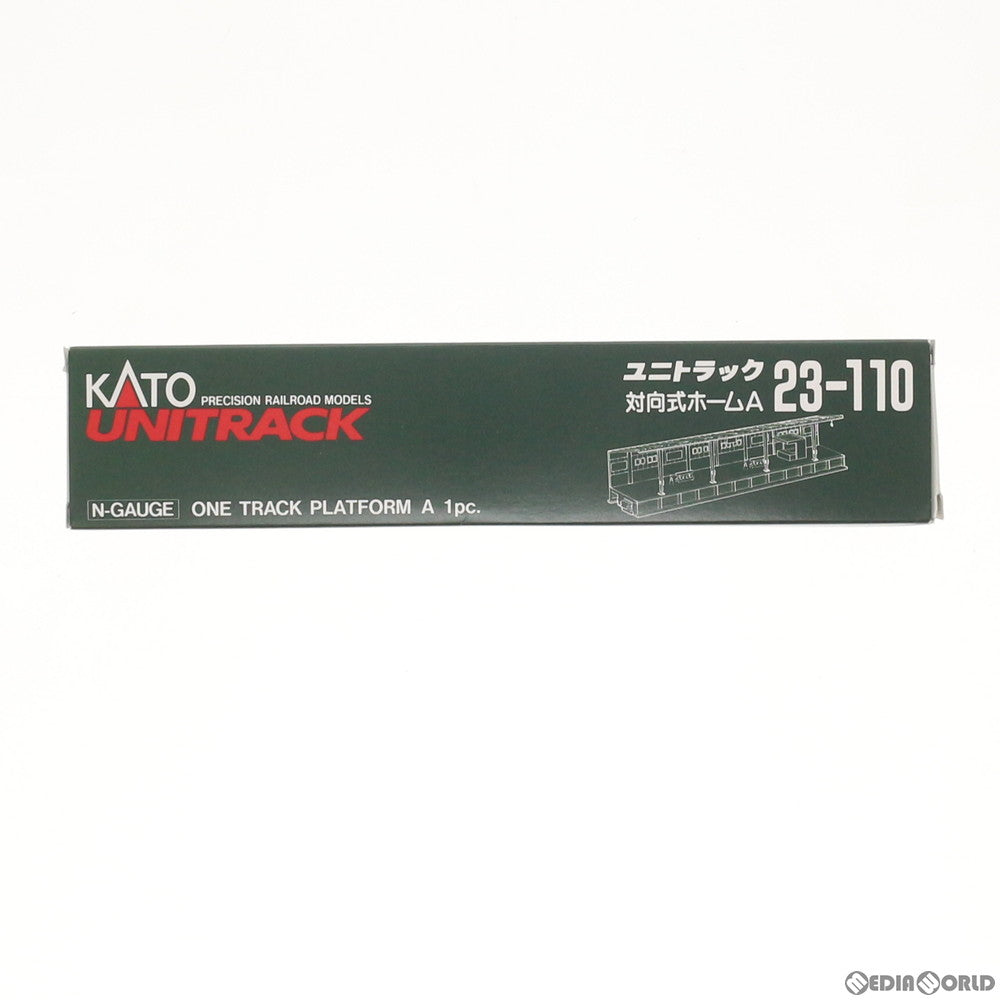 KATO
PRECISION RAILROAD MODELS
UNITRACK
N-GAUGE ONE TRACK PLATFORM A 1pc.
ユニトラック
対向式ホームA
23-110
MEDIAWORLD